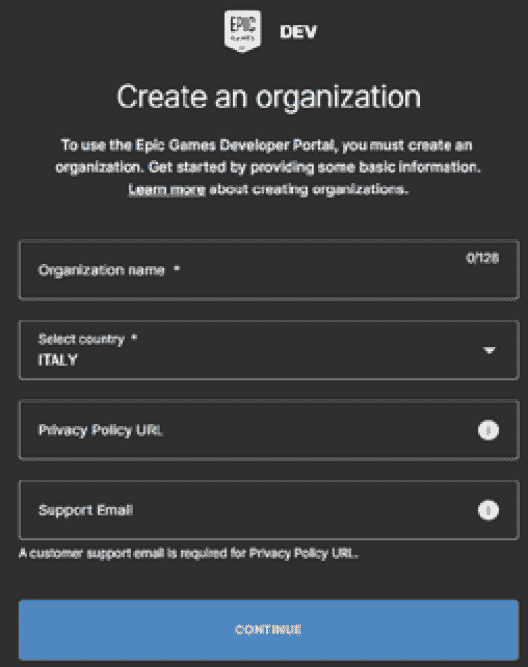 EPIC
GAMES
DEV
Create an organization
To use the Epic Games Developer Portal, you must create an
organization. Get started by providing some basic information.
Learn more about creating organizations.
0/128
Organization name *
Select country *
ITALY
Privacy Policy URL
Support Email
A customer support email is required for Privacy Policy URL.
CONTINUE